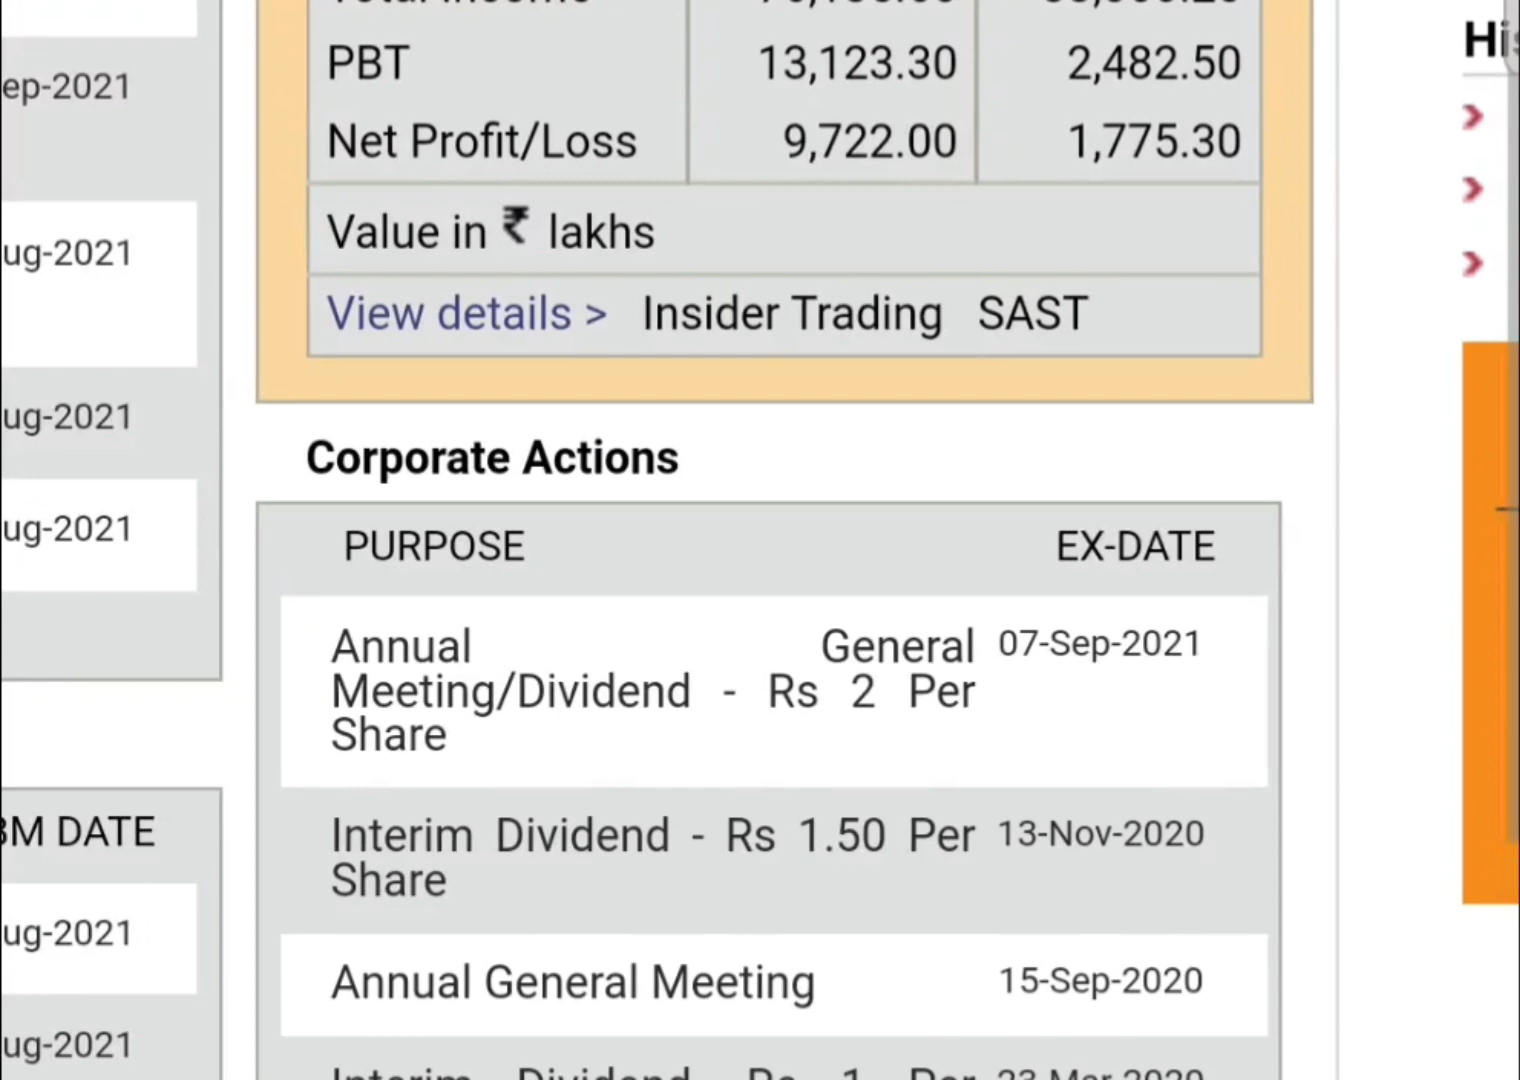 PBT 13,123.30 2,482.50
Net Profit/Loss 9,722.00 1,775.30
Value in ₹ lakhs
View details > Insider Trading SAST
Corporate Actions
PURPOSE EX-DATE
Annual General 07-Sep-2021
Meeting/Dividend - Rs 2 Per
Share
Interim Dividend - Rs 1.50 Per 13-Nov-2020
Share
Annual General Meeting 15-Sep-2020
ep-2021
ug-2021
ug-2021
ug-2021
BM DATE
ug-2021
ug-2021